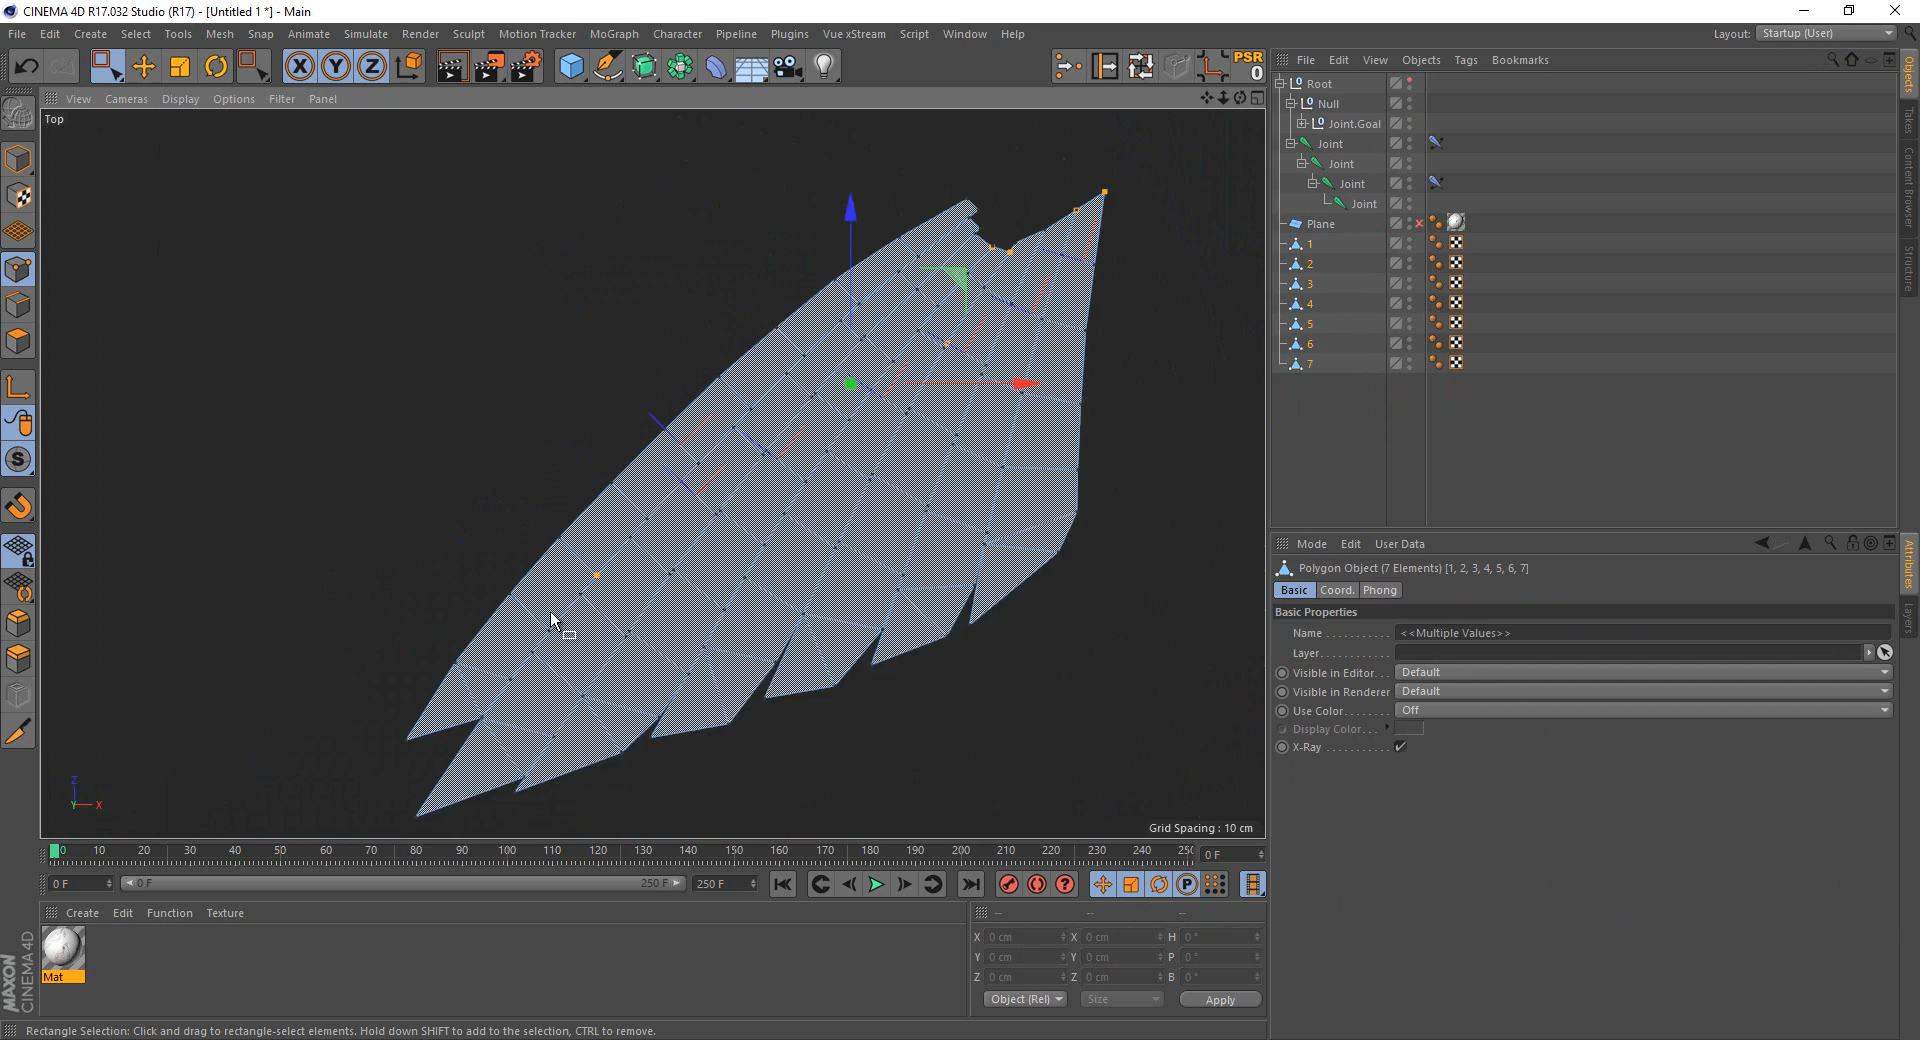 CINEMA 4D R17.032 Studio (R17) - [Untitled 1 *] - Main
File Edit Create Select Tools Mesh Snap Animate Simulate Render Sculpt Motion Tracker MoGraph Character Pipeline Plugins Vue xStream Script Window Help
Layout: Startup (User)
X Y Z
PSR
0
File Edit View Objects Tags Bookmarks
View Cameras Display Options Filter Panel
Top
Root
Null
Joint.Goal
Joint
Joint
Joint
Joint
Plane
1
2
3
4
5
6
7
Objects
Takes
Content Browser
Structure
S
Z
Y X
Grid Spacing : 10 cm
Mode Edit User Data
Polygon Object (7 Elements) [1, 2, 3, 4, 5, 6, 7]
Basic Coord. Phong
Basic Properties
Name . . . . . . . . . . . <<Multiple Values>>
Layer. . . . . . . . . . . .
Visible in Editor. . . Default
Visible in Renderer Default
Use Color. . . . . . . . Off
Display Color. . .
X-Ray . . . . . . . . . . .
Attributes
Layers
0 10 20 30 40 50 60 70 80 90 100 110 120 130 140 150 160 170 180 190 200 210 220 230 240 250
0 F
0 F 0 F 250 F 250 F
P
Create Edit Function Texture
Mat
MAXON
CINEMA 4D
-- -- --
X 0 cm X 0 cm H 0 °
Y 0 cm Y 0 cm P 0 °
Z 0 cm Z 0 cm B 0 °
Object (Rel) Size Apply
Rectangle Selection: Click and drag to rectangle-select elements. Hold down SHIFT to add to the selection, CTRL to remove.